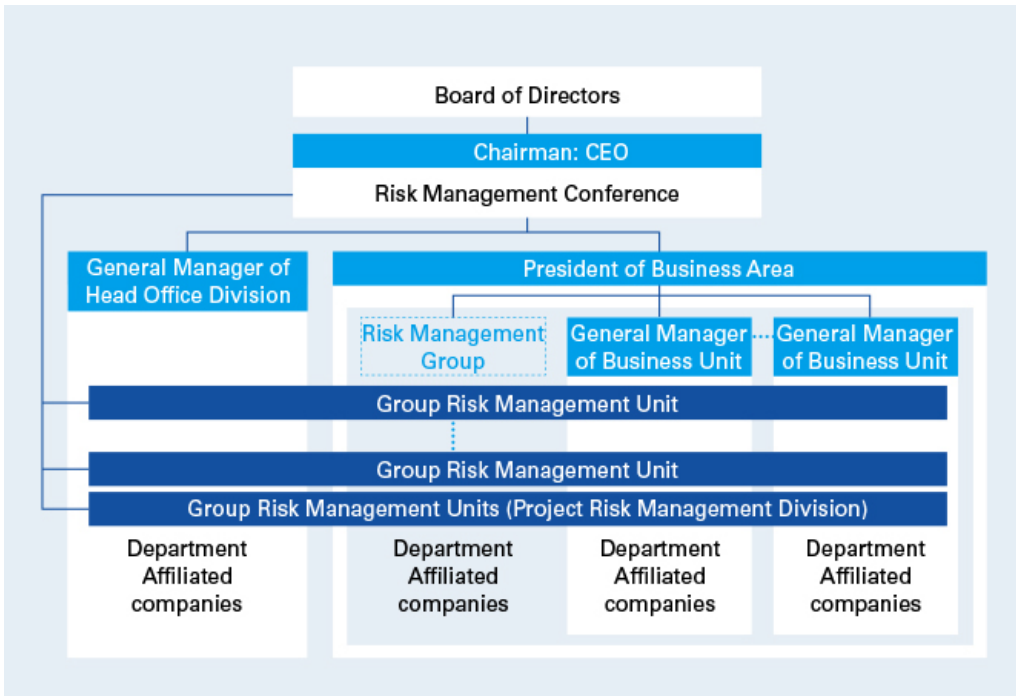 Board of Directors
Chairman: CEO
Risk Management Conference
General Manager of
Head Office Division
President of Business Area
Risk Management
Group
General Manager
of Business Unit
General Manager
of Business Unit
Group Risk Management Unit
Group Risk Management Unit
Group Risk Management Units (Project Risk Management Division)
Department
Affiliated
companies
Department
Affiliated
companies
Department
Affiliated
companies
Department
Affiliated
companies